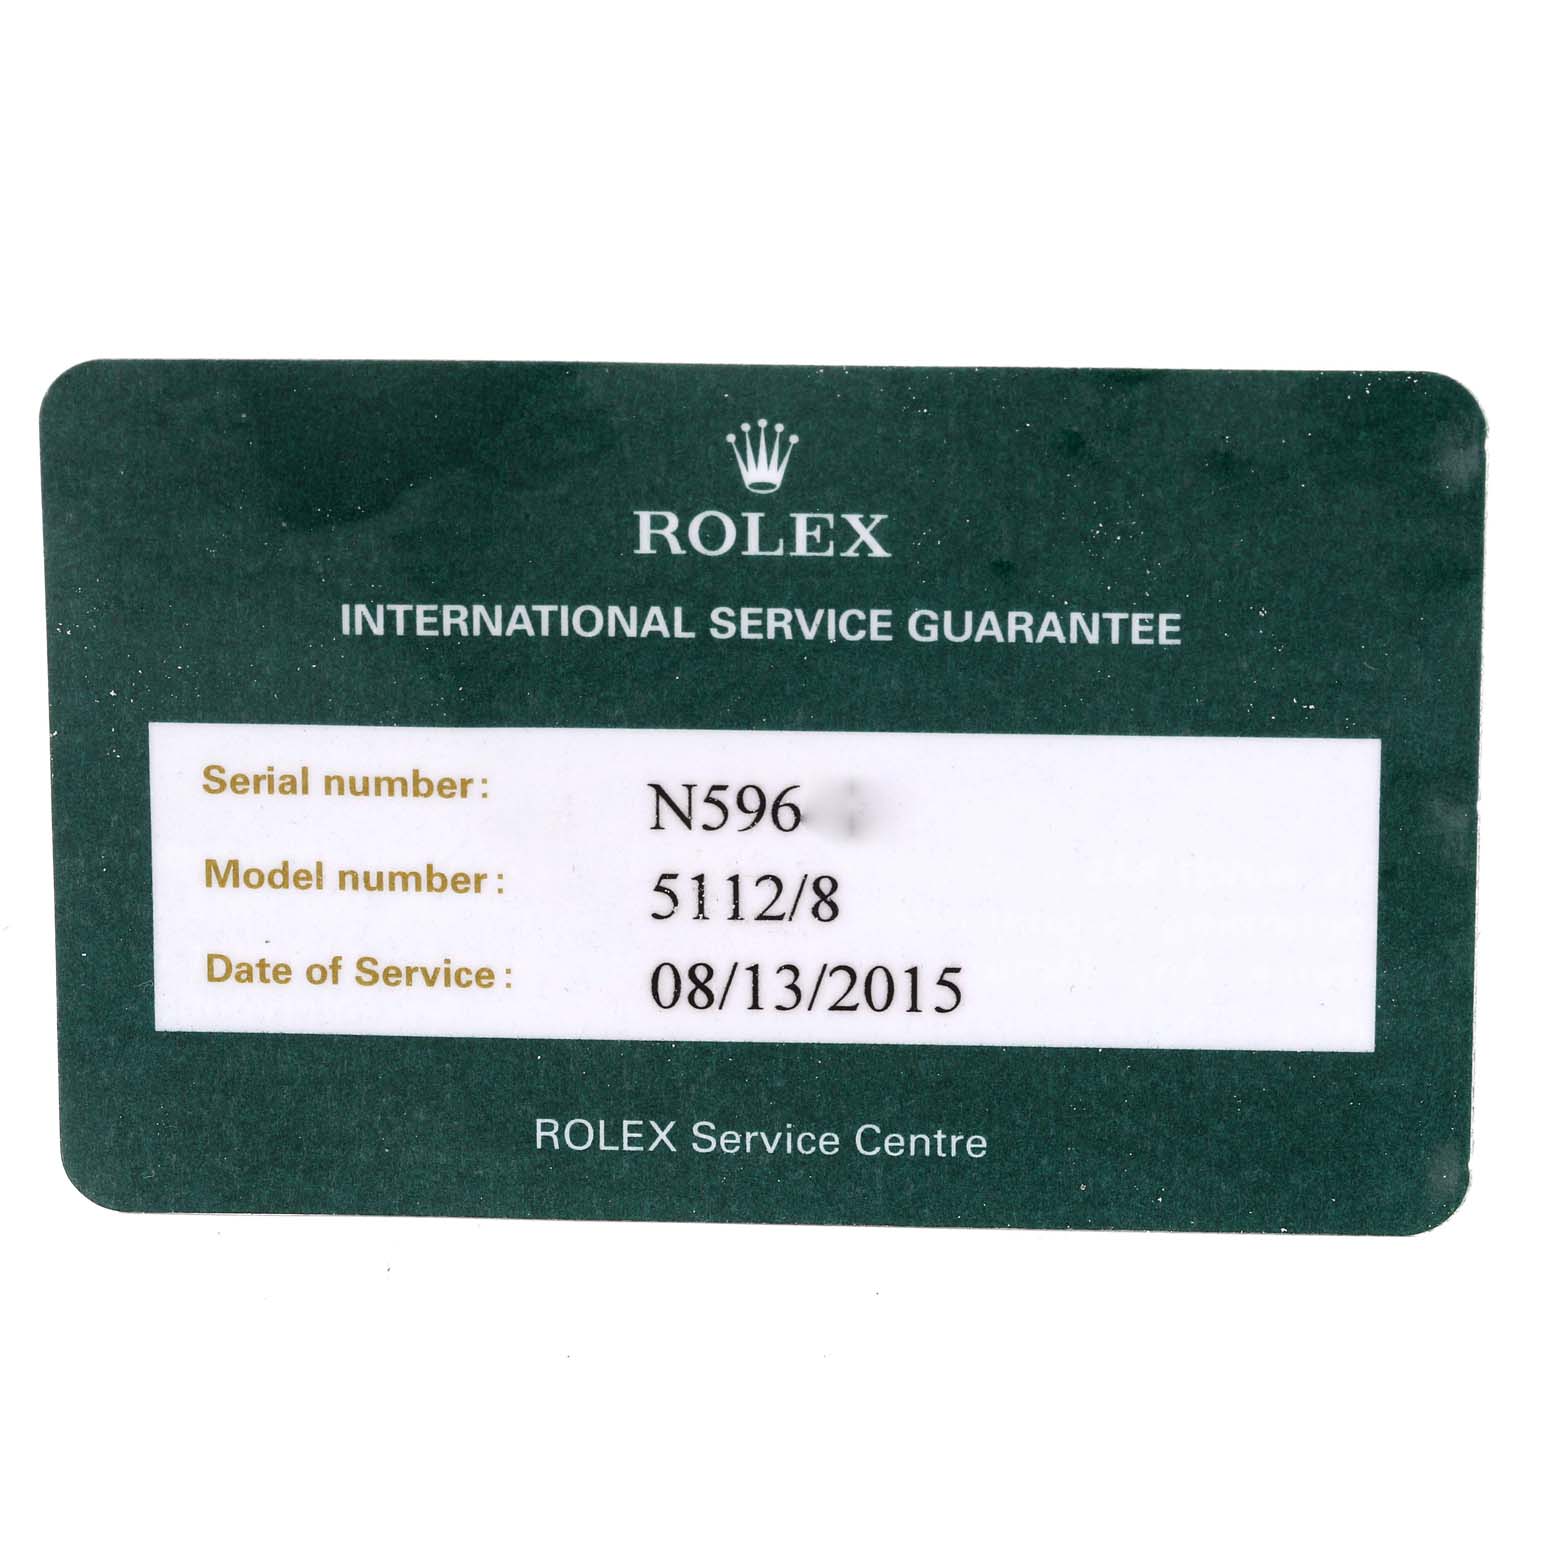 ROLEX
INTERNATIONAL SERVICE GUARANTEE
Serial number: N596
Model number: 5112/8
Date of Service: 08/13/2015
ROLEX Service Centre